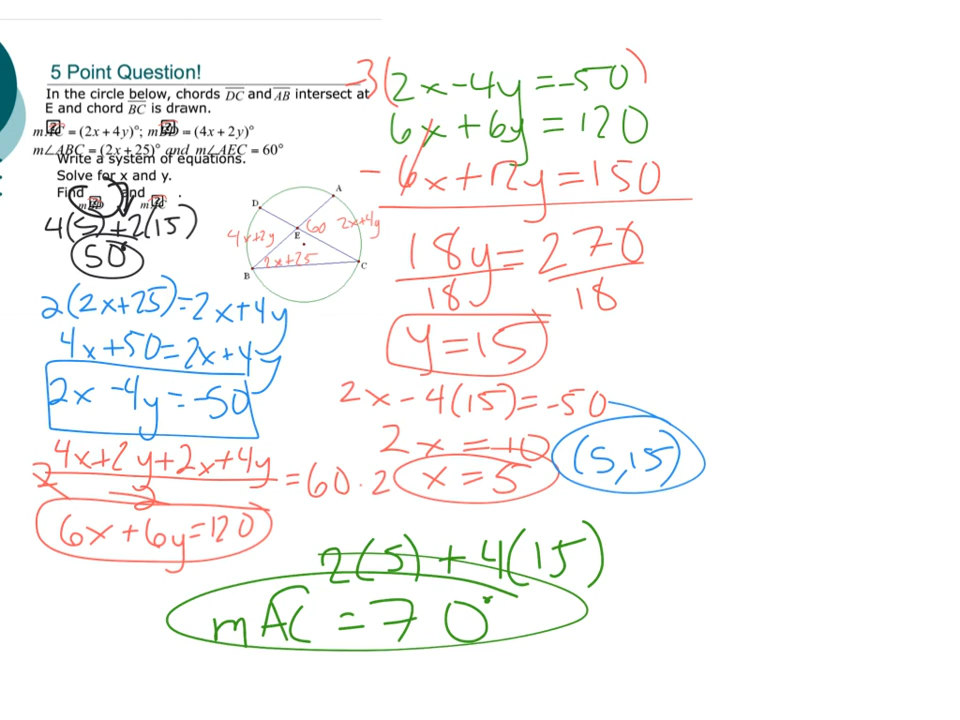 5 Point Question!
In the circle below, chords DC and AB intersect at
E and chord BC is drawn.
= (2x+4y)°; = (4x+2y)°
m∠ABC = (2x+25)° and m∠AEC = 60°
Write a system of equations.
Solve for x and y.
Find and .
4(5)+2(15)
50°
D
A
E
B
C
60
2x+4y
4x+2y
2x+25
2(2x+25)=2x+4y
4x+50=2x+4y
2x -4y=-50
4x+2y+2x+4y
2
=60·2
6x+6y=120
-3(2x-4y=-50)
6x+6y=120
-6x+12y=150
18y=270
18 18
y=15
2x-4(15)=-50
2x=10
x=5
(5,15)
2(5)+4(15)
mAC=70°